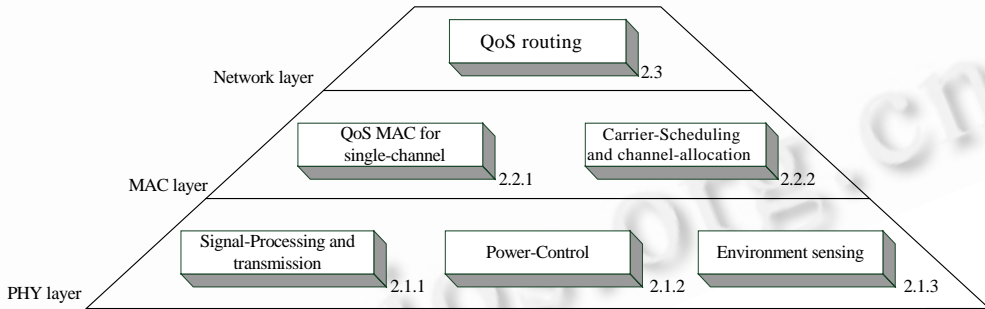 QoS routing
2.3
Network layer
QoS MAC for
single-channel
2.2.1
Carrier-Scheduling
and channel-allocation
2.2.2
MAC layer
Signal-Processing and
transmission
2.1.1
Power-Control
2.1.2
Environment sensing
2.1.3
PHY layer